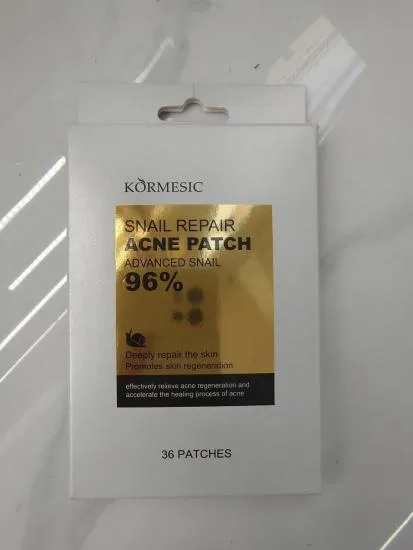 KÖRMESIC
SNAIL REPAIR
ACNE PATCH
ADVANCED SNAIL
96%
Deeply repair the skin
Promotes skin regeneration
effectively relieve acne regeneration and
accelerate the healing process of acne
36 PATCHES